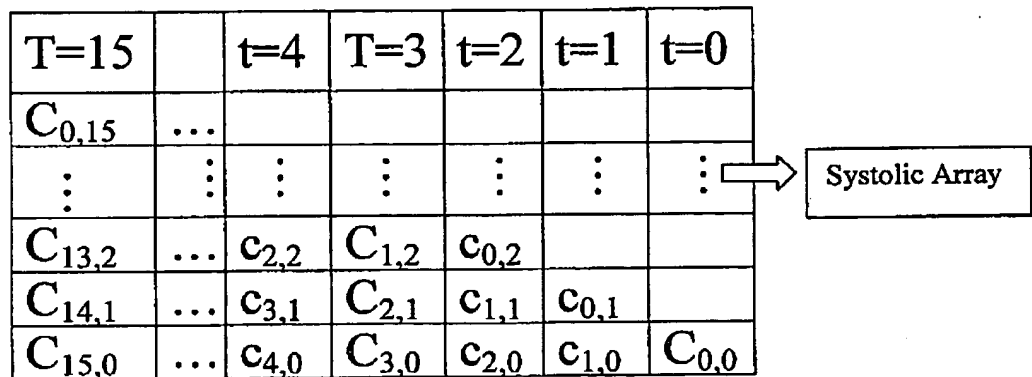 T=15 t=4 T=3 t=2 t=1 t=0
C0,15 ...
⋮ ⋮ ⋮ ⋮ ⋮ ⋮ ⋮ Systolic Array
C13,2 ... c2,2 C1,2 c0,2
C14,1 ... c3,1 C2,1 c1,1 c0,1
C15,0 ... c4,0 C3,0 c2,0 c1,0 C0,0